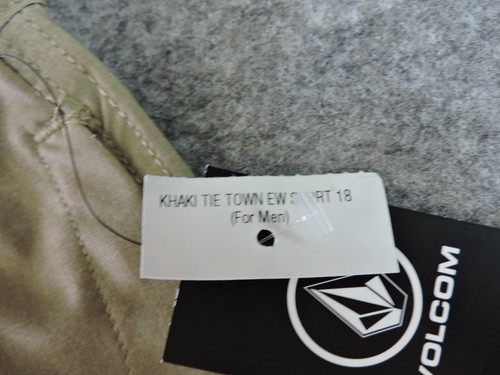 KHAKI TIE TOWN EW 18
(For Men)
VOLCOM